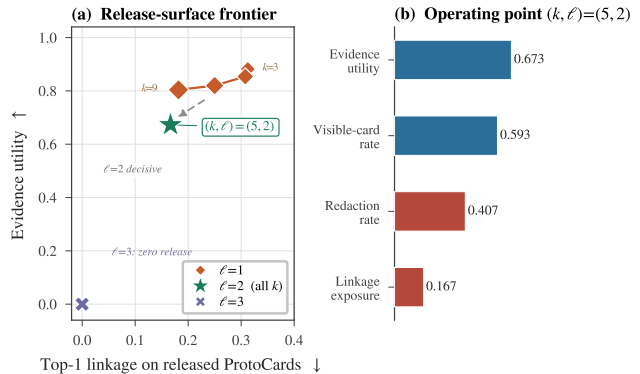 (a) Release-surface frontier
Evidence utility ↑
1.0
0.8
0.6
0.4
0.2
0.0
k=9
k=3
(k, ℓ)=(5, 2)
ℓ=2 decisive
ℓ=3: zero release
ℓ=1
ℓ=2 (all k)
ℓ=3
0.0 0.1 0.2 0.3 0.4
Top-1 linkage on released ProtoCards ↓
(b) Operating point (k, ℓ)=(5, 2)
Evidence
utility
0.673
Visible-card
rate
0.593
Redaction
rate
0.407
Linkage
exposure
0.167